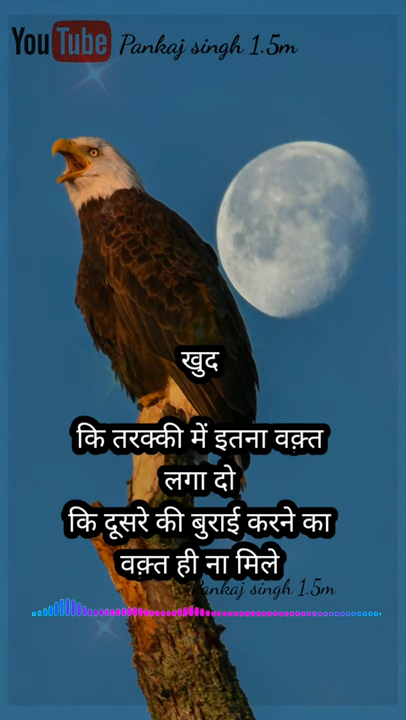 YouTube Pankaj singh 1.5m
खुद
कि तरक्की में इतना वक़्त
लगा दो
कि दूसरे की बुराई करने का
वक़्त ही ना मिले
Pankaj singh 1.5m